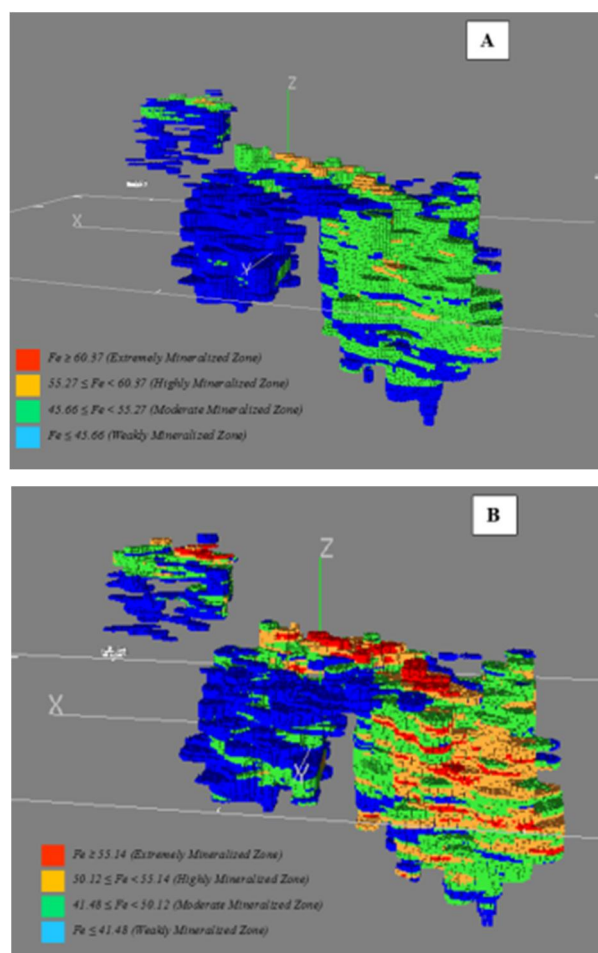 A
Z
X
Y
Fe ≥ 60.37 (Extremely Mineralized Zone)
55.27 ≤ Fe < 60.37 (Highly Mineralized Zone)
45.66 ≤ Fe < 55.27 (Moderate Mineralized Zone)
Fe ≤ 45.66 (Weakly Mineralized Zone)
B
Z
X
Y
Fe ≥ 55.14 (Extremely Mineralized Zone)
50.12 ≤ Fe < 55.14 (Highly Mineralized Zone)
41.48 ≤ Fe < 50.12 (Moderate Mineralized Zone)
Fe ≤ 41.48 (Weakly Mineralized Zone)